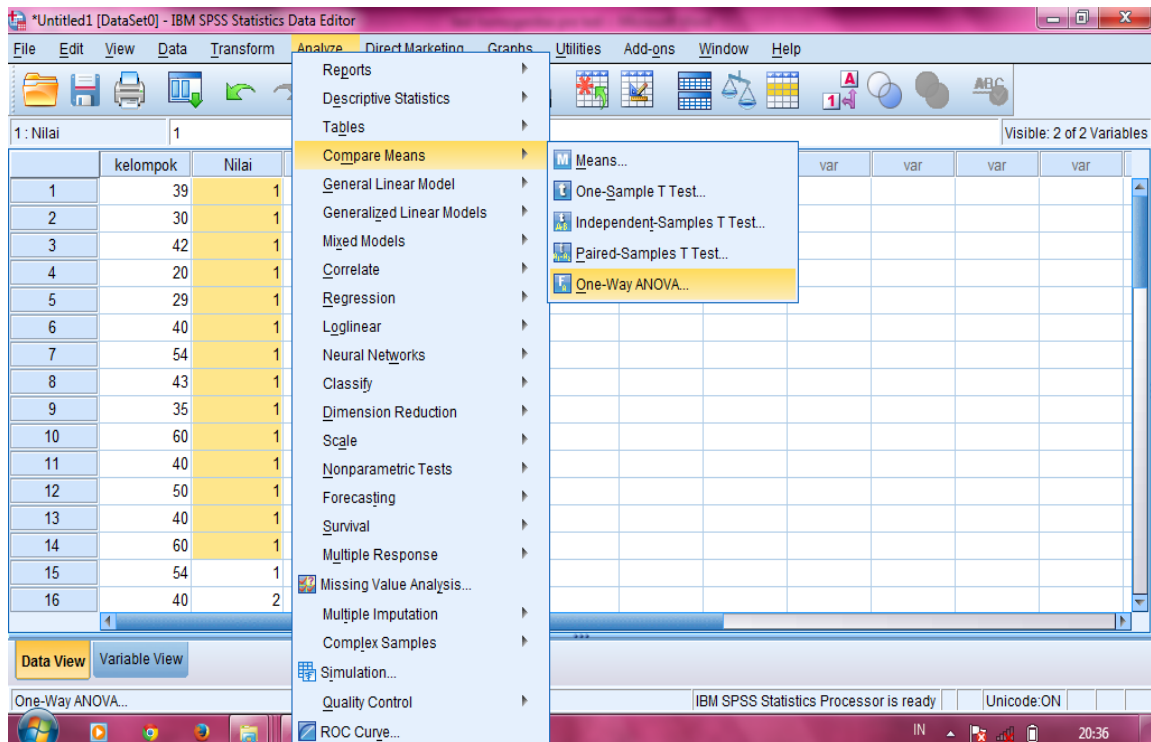 *Untitled1 [DataSet0] - IBM SPSS Statistics Data Editor
File Edit View Data Transform Analyze Direct Marketing Graphs Utilities Add-ons Window Help
1 : Nilai 1 Visible: 2 of 2 Variables
kelompok Nilai var var var var
1 39 1
2 30 1
3 42 1
4 20 1
5 29 1
6 40 1
7 54 1
8 43 1
9 35 1
10 60 1
11 40 1
12 50 1
13 40 1
14 60 1
15 54 1
16 40 2
Reports
Descriptive Statistics
Tables
Compare Means
General Linear Model
Generalized Linear Models
Mixed Models
Correlate
Regression
Loglinear
Neural Networks
Classify
Dimension Reduction
Scale
Nonparametric Tests
Forecasting
Survival
Multiple Response
Missing Value Analysis...
Multiple Imputation
Complex Samples
Simulation...
Quality Control
ROC Curve...
M Means...
t One-Sample T Test...
Independent-Samples T Test...
Paired-Samples T Test...
One-Way ANOVA...
Data View Variable View
One-Way ANOVA... IBM SPSS Statistics Processor is ready Unicode:ON
IN 20:36